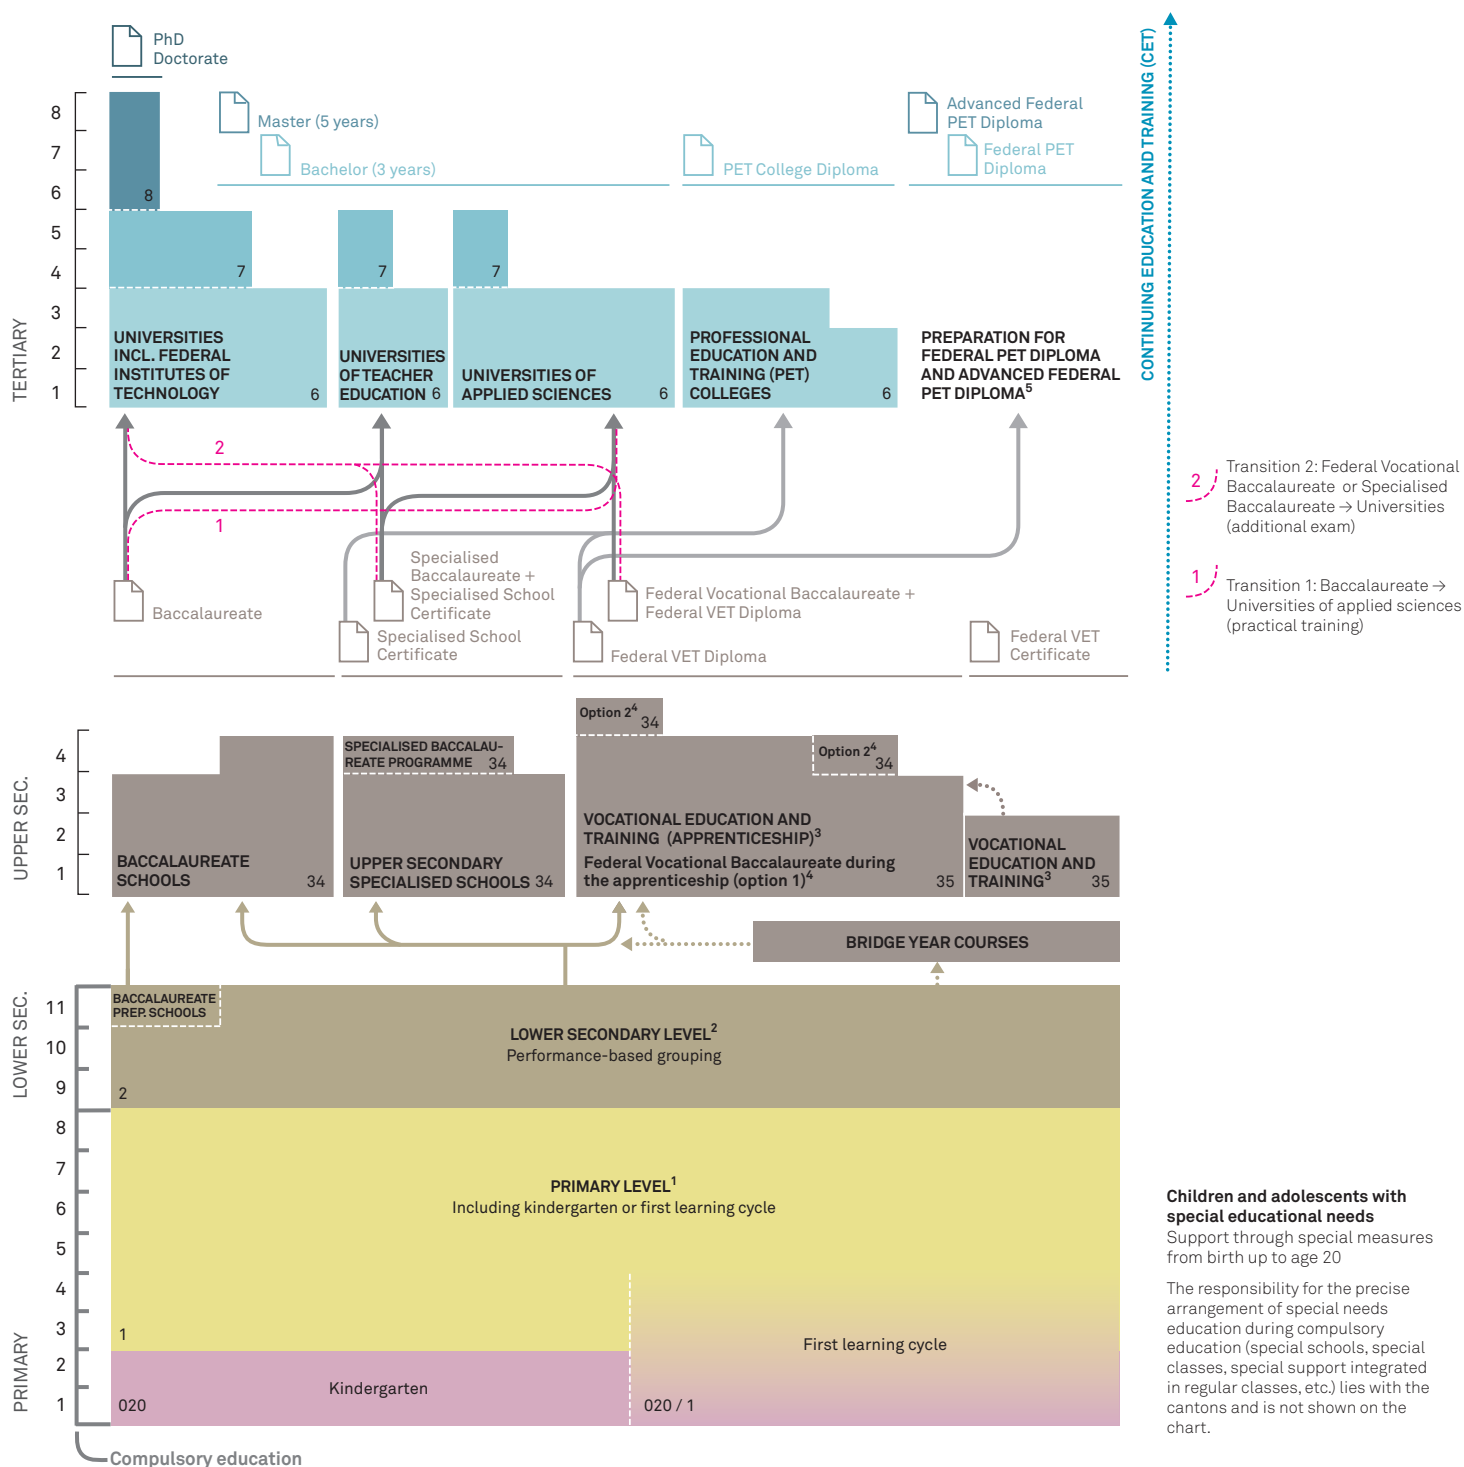 PhD
Doctorate
8
7
6
5
4
3
2
1
TERTIARY
Master (5 years)
Bachelor (3 years)
PET College Diploma
Advanced Federal
PET Diploma
Federal PET
Diploma
CONTINUING EDUCATION AND TRAINING (CET)
8
7
7
7
UNIVERSITIES
INCL. FEDERAL
INSTITUTES OF
TECHNOLOGY
6
UNIVERSITIES
OF TEACHER
EDUCATION 6
UNIVERSITIES OF
APPLIED SCIENCES
6
PROFESSIONAL
EDUCATION AND
TRAINING (PET)
COLLEGES
6
PREPARATION FOR
FEDERAL PET DIPLOMA
AND ADVANCED FEDERAL
PET DIPLOMA5
2
1
2
Transition 2: Federal Vocational
Baccalaureate or Specialised
Baccalaureate → Universities
(additional exam)
1
Transition 1: Baccalaureate →
Universities of applied sciences
(practical training)
Baccalaureate
Specialised
Baccalaureate +
Specialised School
Certificate
Specialised School
Certificate
Federal Vocational Baccalaureate +
Federal VET Diploma
Federal VET Diploma
Federal VET
Certificate
UPPER SEC.
4
3
2
1
BACCALAUREATE
SCHOOLS
34
SPECIALISED BACCALAU-
REATE PROGRAMME 34
UPPER SECONDARY
SPECIALISED SCHOOLS 34
Option 2⁴
34
Option 2⁴
34
VOCATIONAL EDUCATION AND
TRAINING (APPRENTICESHIP)³
Federal Vocational Baccalaureate during
the apprenticeship (option 1)⁴
35
VOCATIONAL
EDUCATION AND
TRAINING³
35
BRIDGE YEAR COURSES
LOWER SEC.
11
10
9
BACCALAUREATE
PREP. SCHOOLS
LOWER SECONDARY LEVEL²
Performance-based grouping
2
PRIMARY
8
7
6
5
4
3
2
1
PRIMARY LEVEL¹
Including kindergarten or first learning cycle
1
First learning cycle
Kindergarten
020
020 / 1
Compulsory education
Children and adolescents with
special educational needs
Support through special measures
from birth up to age 20
The responsibility for the precise
arrangement of special needs
education during compulsory
education (special schools, special
classes, special support integrated
in regular classes, etc.) lies with the
cantons and is not shown on the
chart.